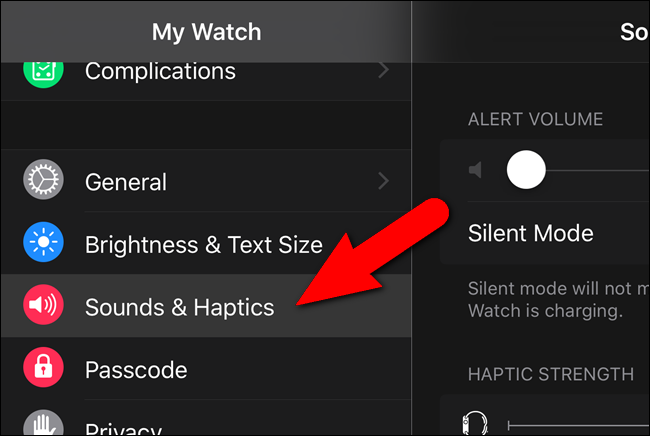 My Watch
Complications
General
Brightness & Text Size
Sounds & Haptics
Passcode
Privacy
So
ALERT VOLUME
Silent Mode
Silent mode will not m
Watch is charging.
HAPTIC STRENGTH